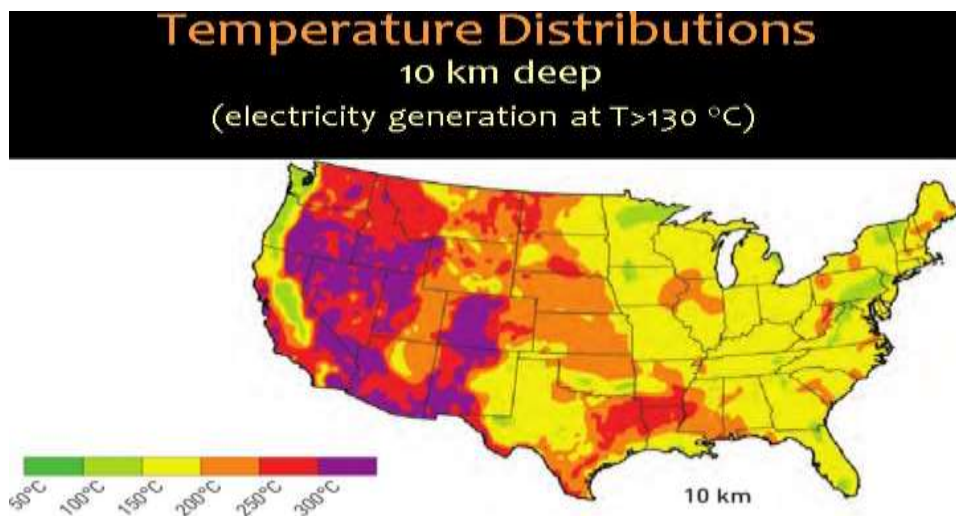 Temperature Distributions
10 km deep
(electricity generation at T>130 °C)
50°C
100°C
150°C
200°C
250°C
300°C
10 km